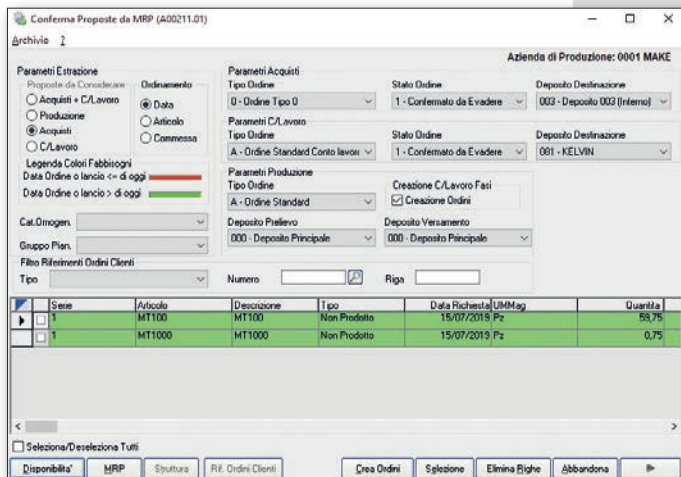 Conferma Proposte da MRP (A00211.01)
Archivio ?
Azienda di Produzione: 0001 MAKE
Parametri Estrazione
Proposte da Considerare
Acquisti + C/Lavoro
Produzione
Acquisti
C/Lavoro
Ordinamento
Data
Articolo
Commessa
Legenda Colori Fabbisogni
Data Ordine o lancio <= di oggi
Data Ordine o lancio > di oggi
Cat.Omogen.
Gruppo Pian.
Parametri Acquisti
Tipo Ordine Stato Ordine Deposito Destinazione
0 - Ordine Tipo 0 1 - Confermato da Evadere 003 - Deposito 003 (Interno)
Parametri C/Lavoro
Tipo Ordine Stato Ordine Deposito Destinazione
A - Ordine Standard Conto lavoro 1 - Confermato da Evadere 081 - KELVIN
Parametri Produzione
Tipo Ordine
A - Ordine Standard
Creazione C/Lavoro Fasi
Creazione Ordini
Deposito Prelievo Deposito Versamento
000 - Deposito Principale 000 - Deposito Principale
Filtro Riferimenti Ordini Clienti
Tipo Numero Riga
Serie Articolo Descrizione Tipo Data Richiesta UMMag Quantita
1 MT100 MT100 Non Prodotto 15/07/2019 Pz 59,75
1 MT1000 MT1000 Non Prodotto 15/07/2019 Pz 0,75
Seleziona/Deseleziona Tutti
Disponibilita' MRP Struttura Rif. Ordini Clienti Crea Ordini Selezione Elimina Righe Abbandona